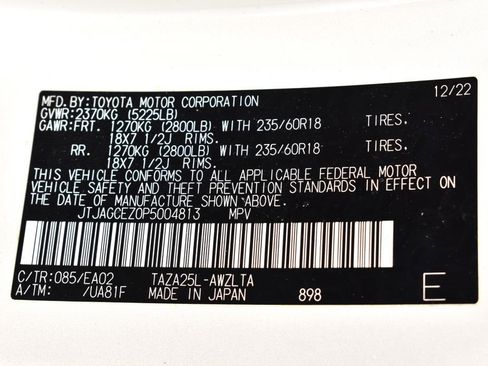 MFD. BY: TOYOTA MOTOR CORPORATION 12/22
GVWR: 2370KG (5225LB)
GAWR: FRT. 1270KG (2800LB) WITH 235/60R18 TIRES.
18X7 1/2J RIMS.
RR. 1270KG (2800LB) WITH 235/60R18 TIRES.
18X7 1/2J RIMS.
THIS VEHICLE CONFORMS TO ALL APPLICABLE FEDERAL MOTOR
VEHICLE SAFETY AND THEFT PREVENTION STANDARDS IN EFFECT ON
THE DATE OF MANUFACTURE SHOWN ABOVE.
JTJAGCEZ0P5004813 MPV
C/TR: 085/EA02 TAZA25L-AWZLTA
A/TM: /UA81F MADE IN JAPAN 898 E